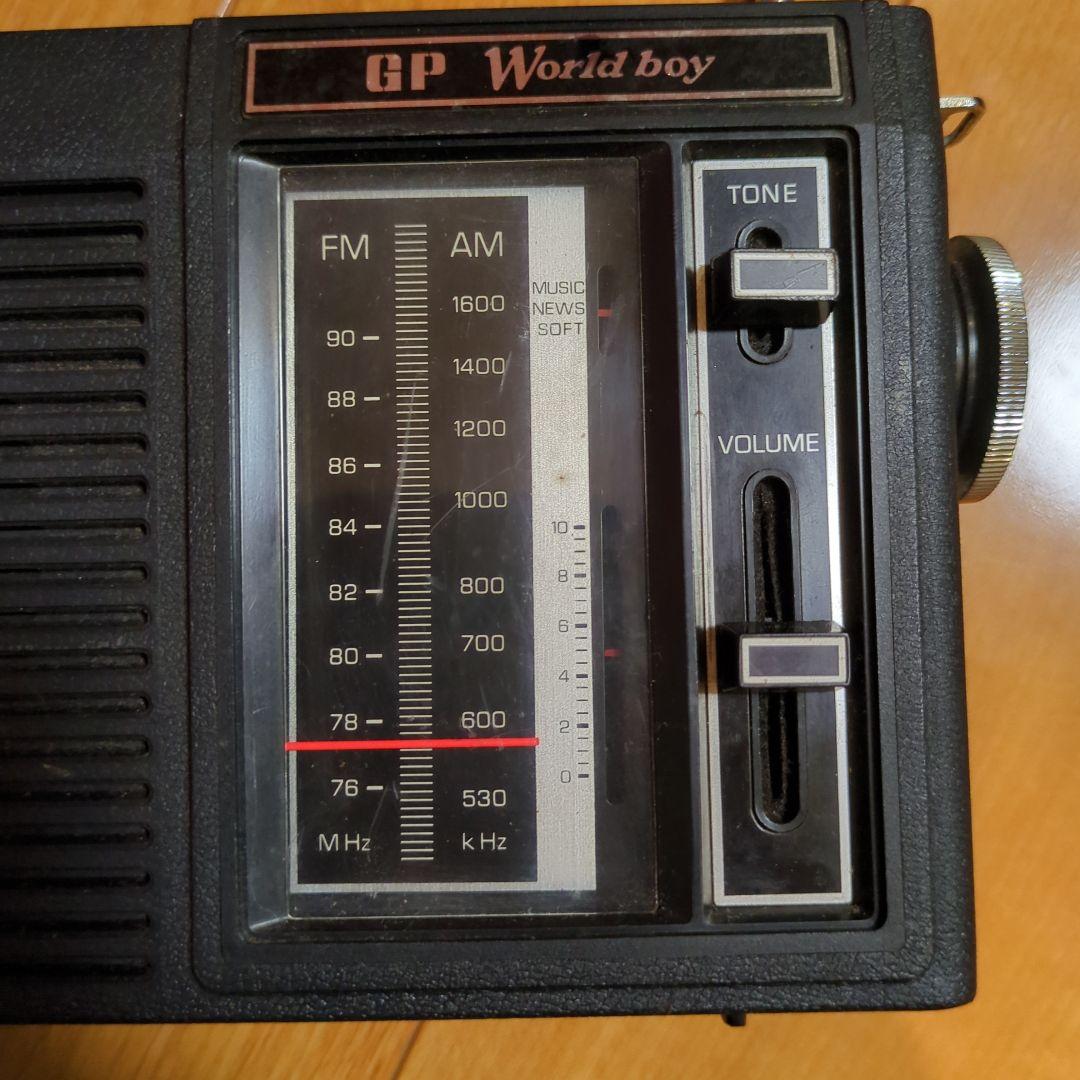 GP World boy
FM AM
1600
90
1400
88
1200
86
1000
84
82
800
80
700
78
600
76
530
MHz kHz
MUSIC
NEWS
SOFT
10
8
6
4
2
0
TONE
VOLUME